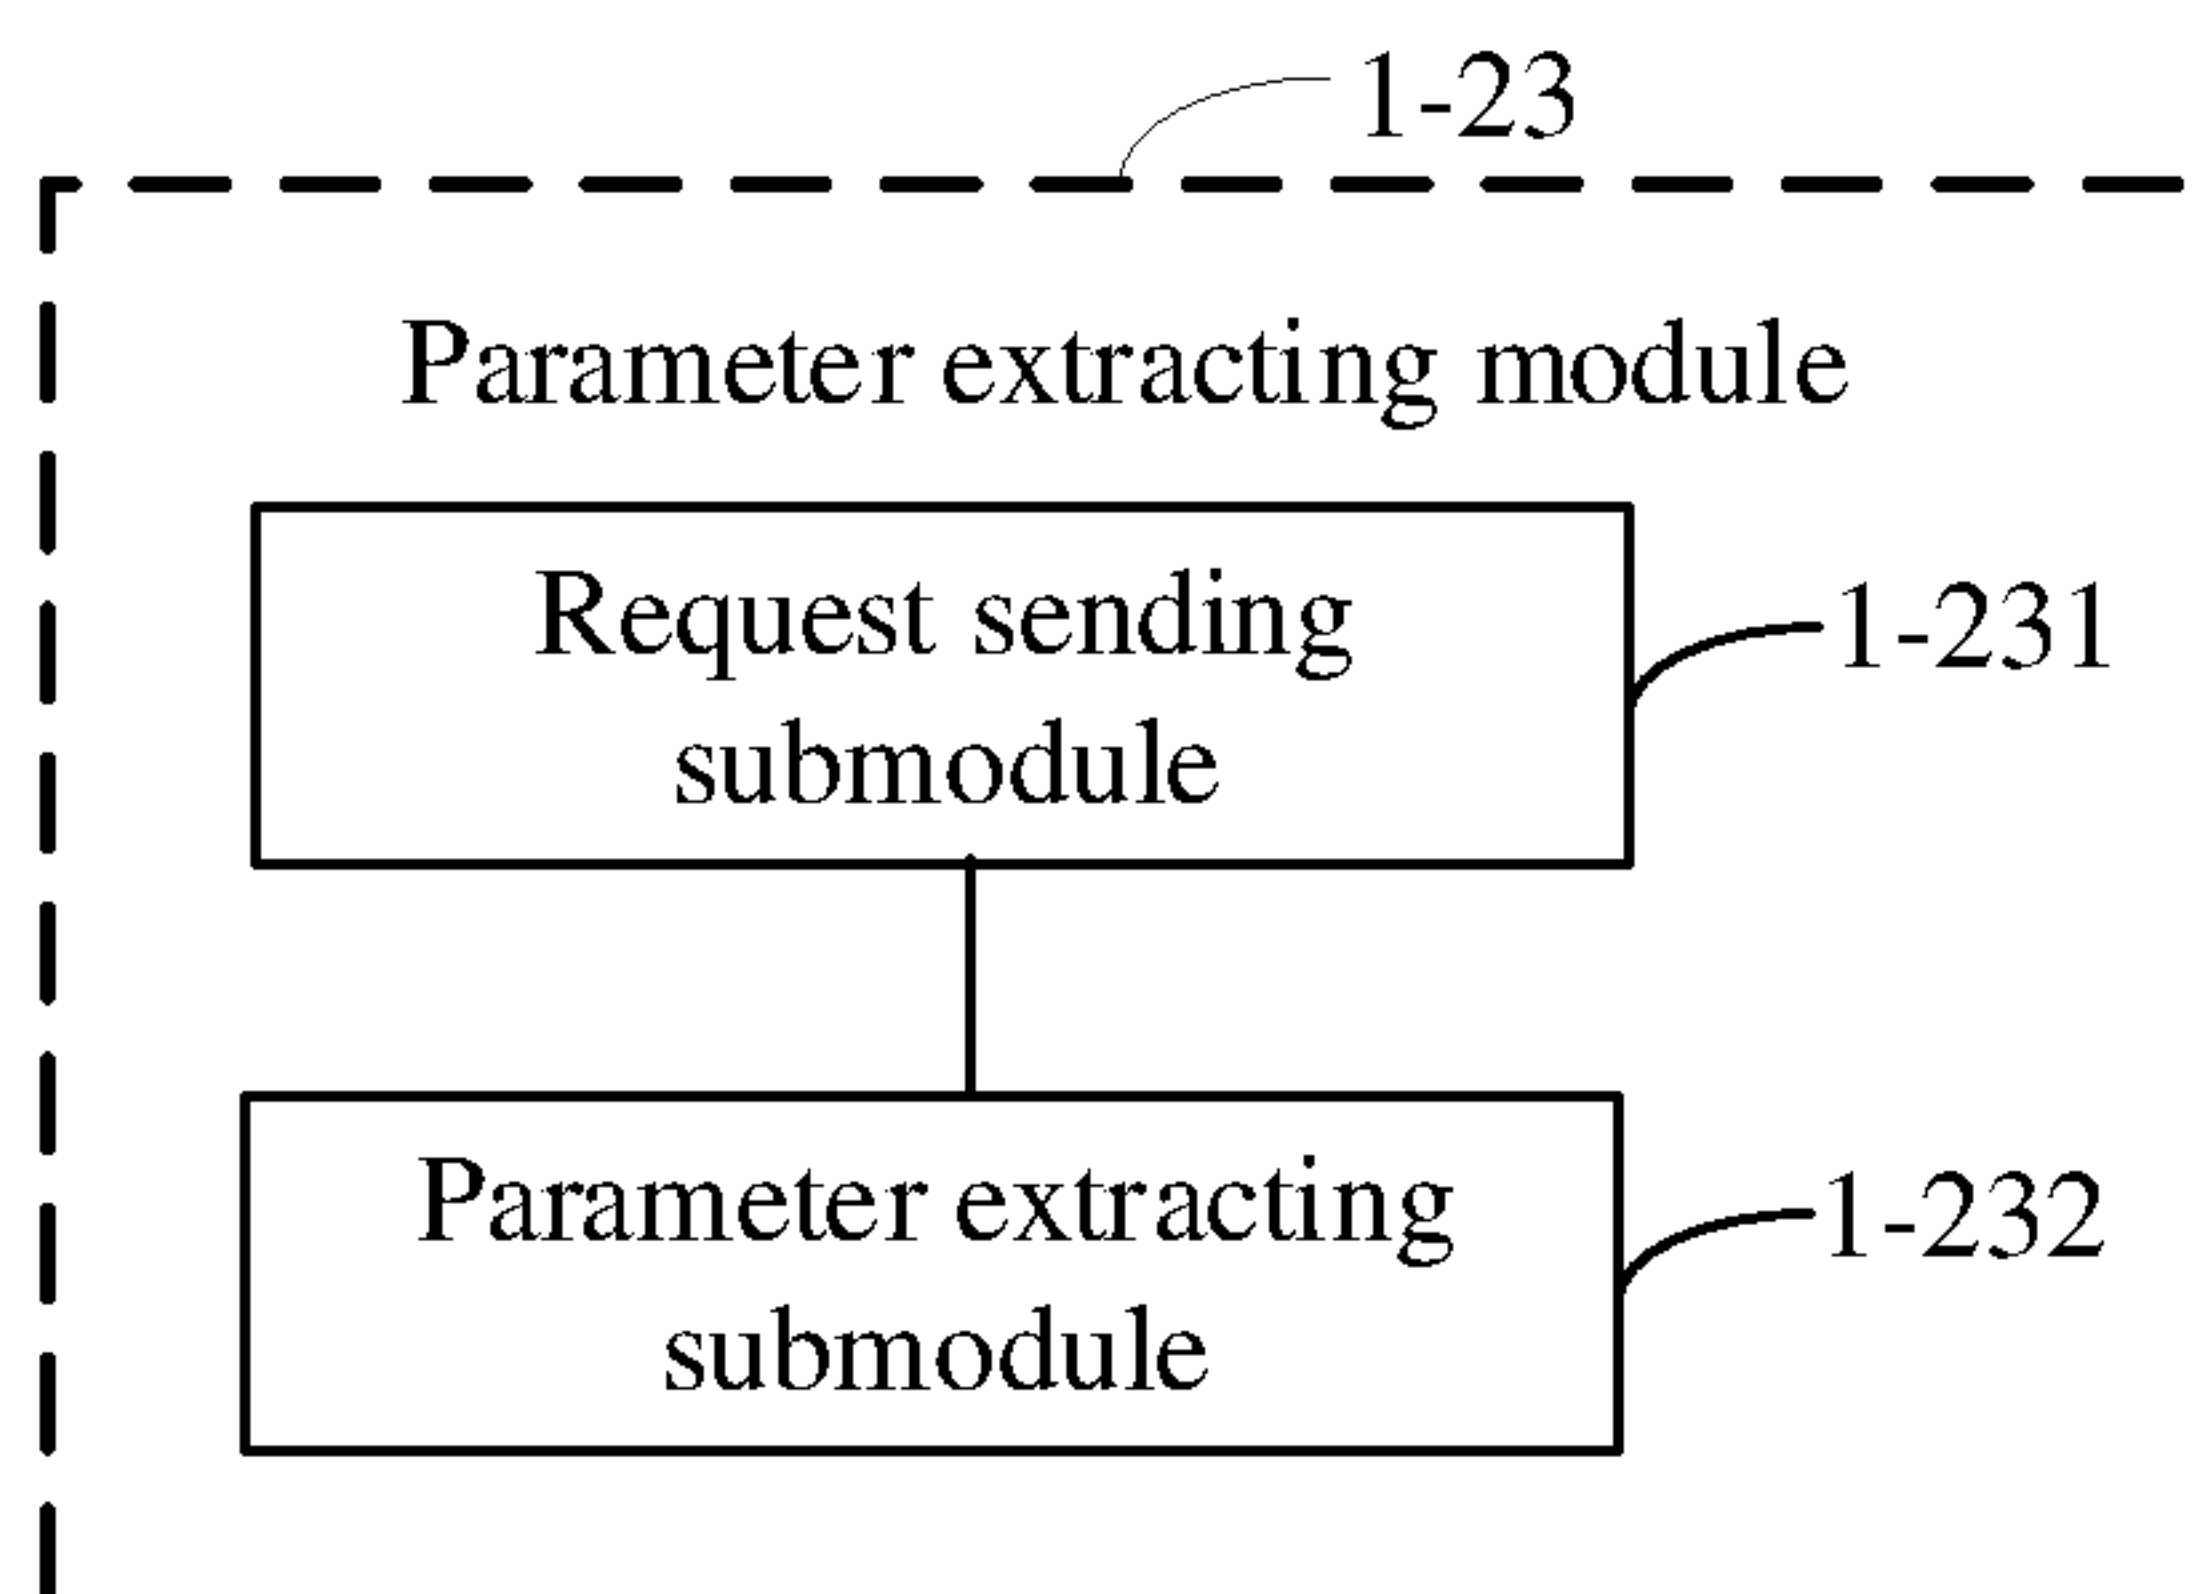 1-23
Parameter extracting module
Request sending
submodule
1-231
Parameter extracting
submodule
1-232